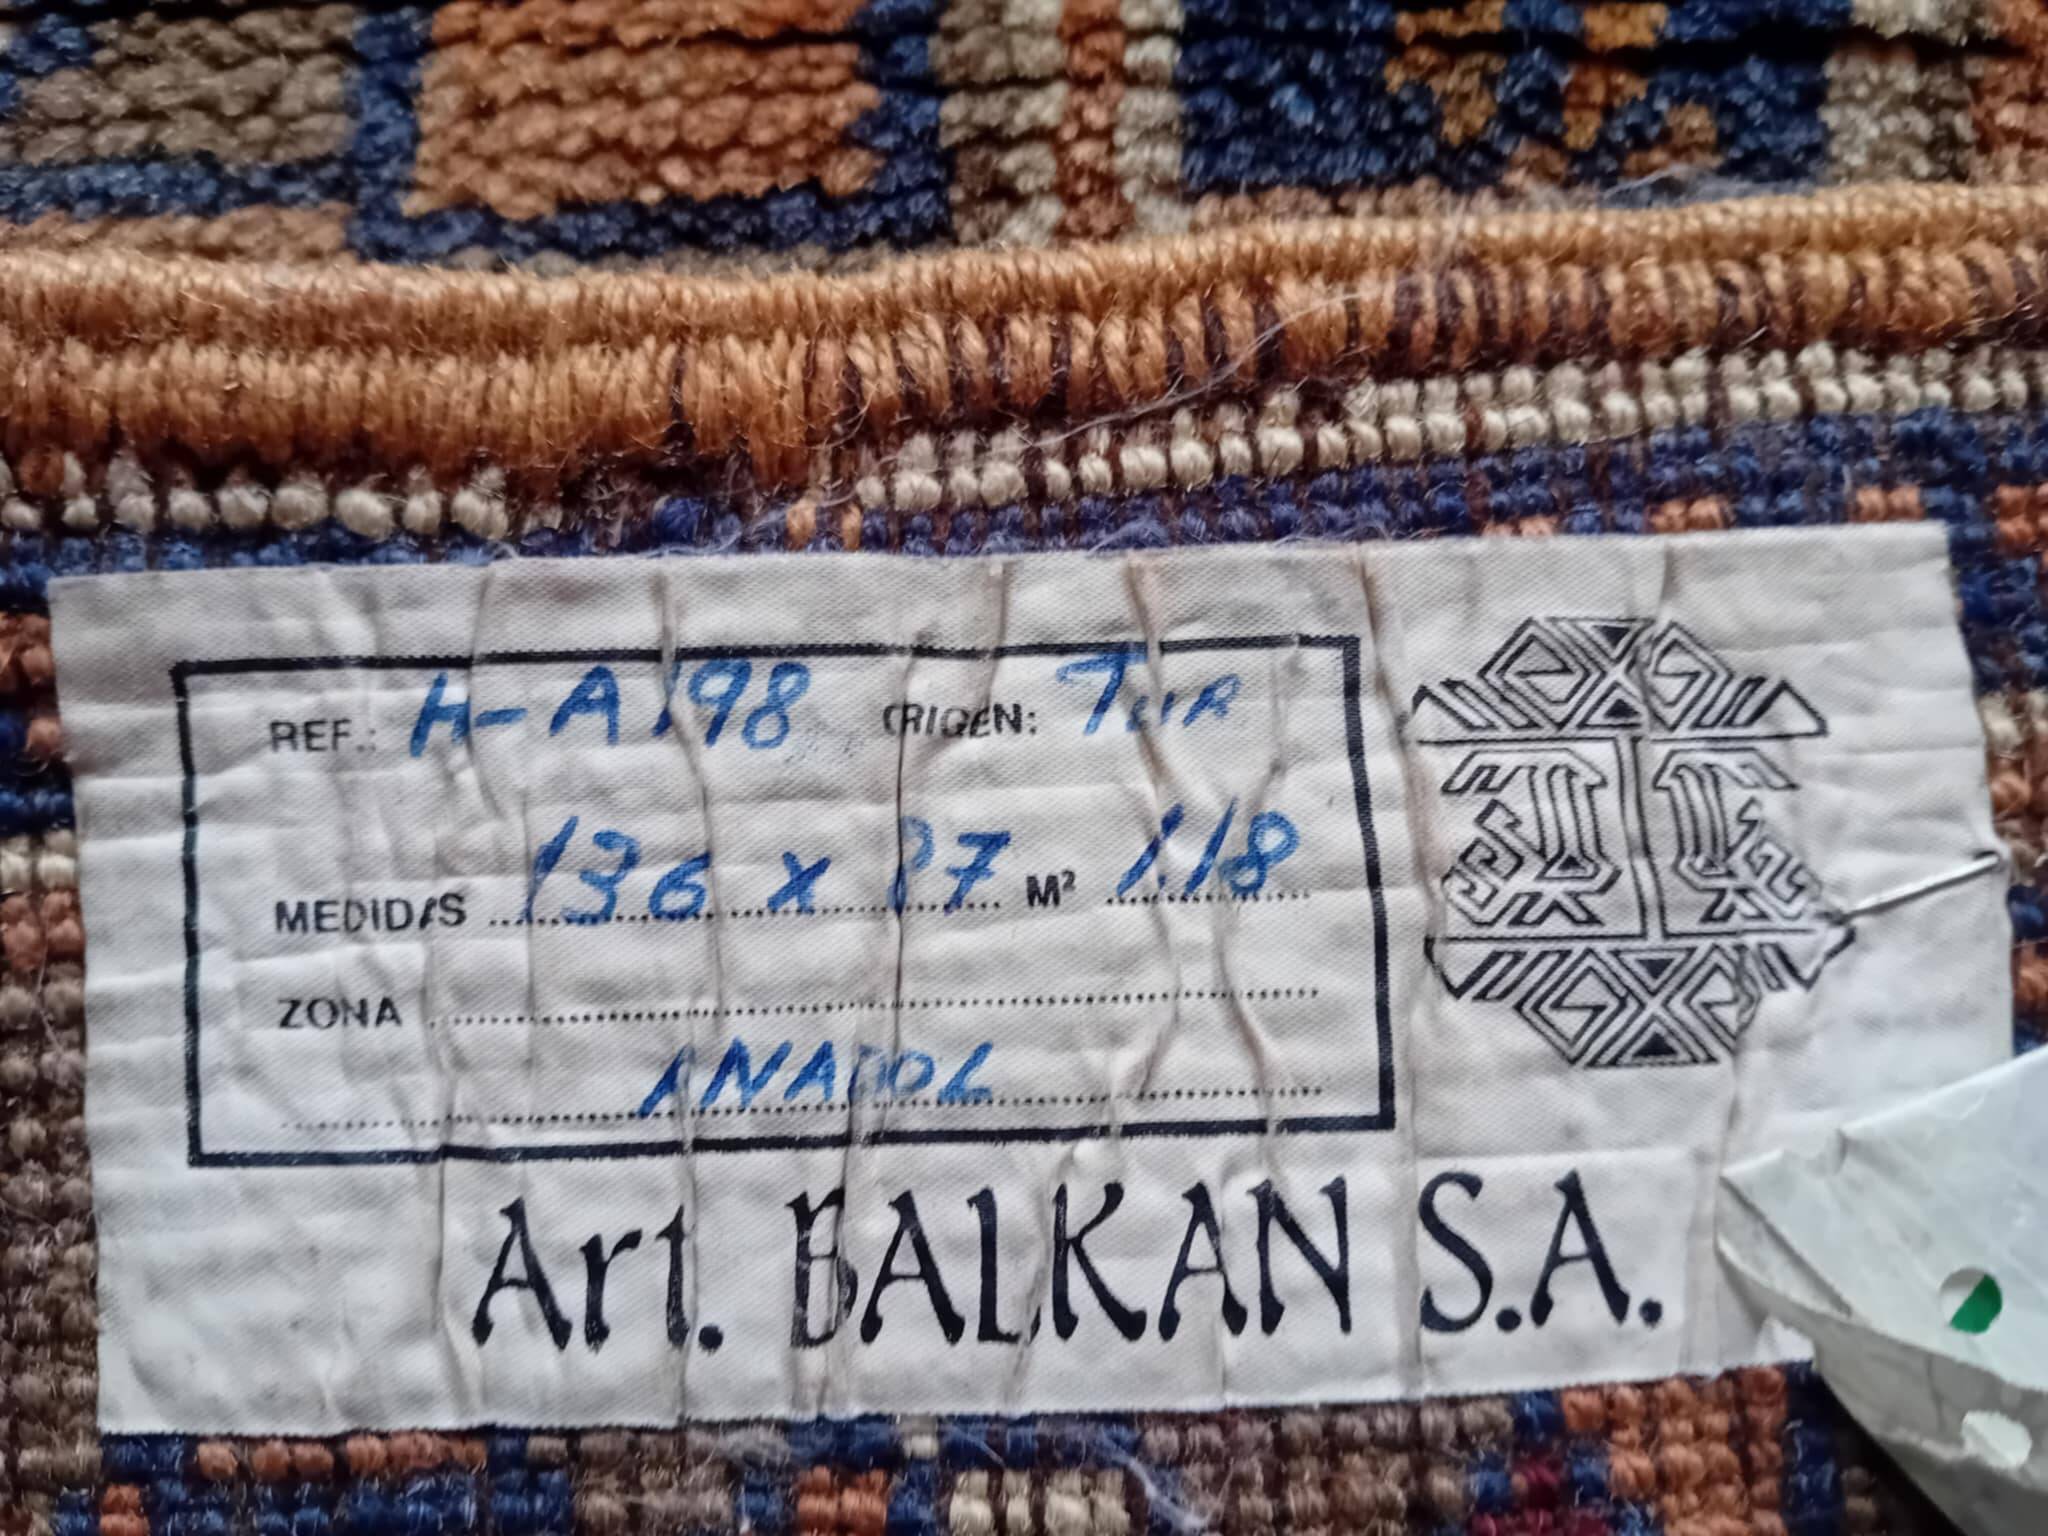 REF.: H-A198 ORIGEN: TUR
MEDIDAS 136 x 87 M² 1.18
ZONA
ANADOL
Art. BALKAN S.A.